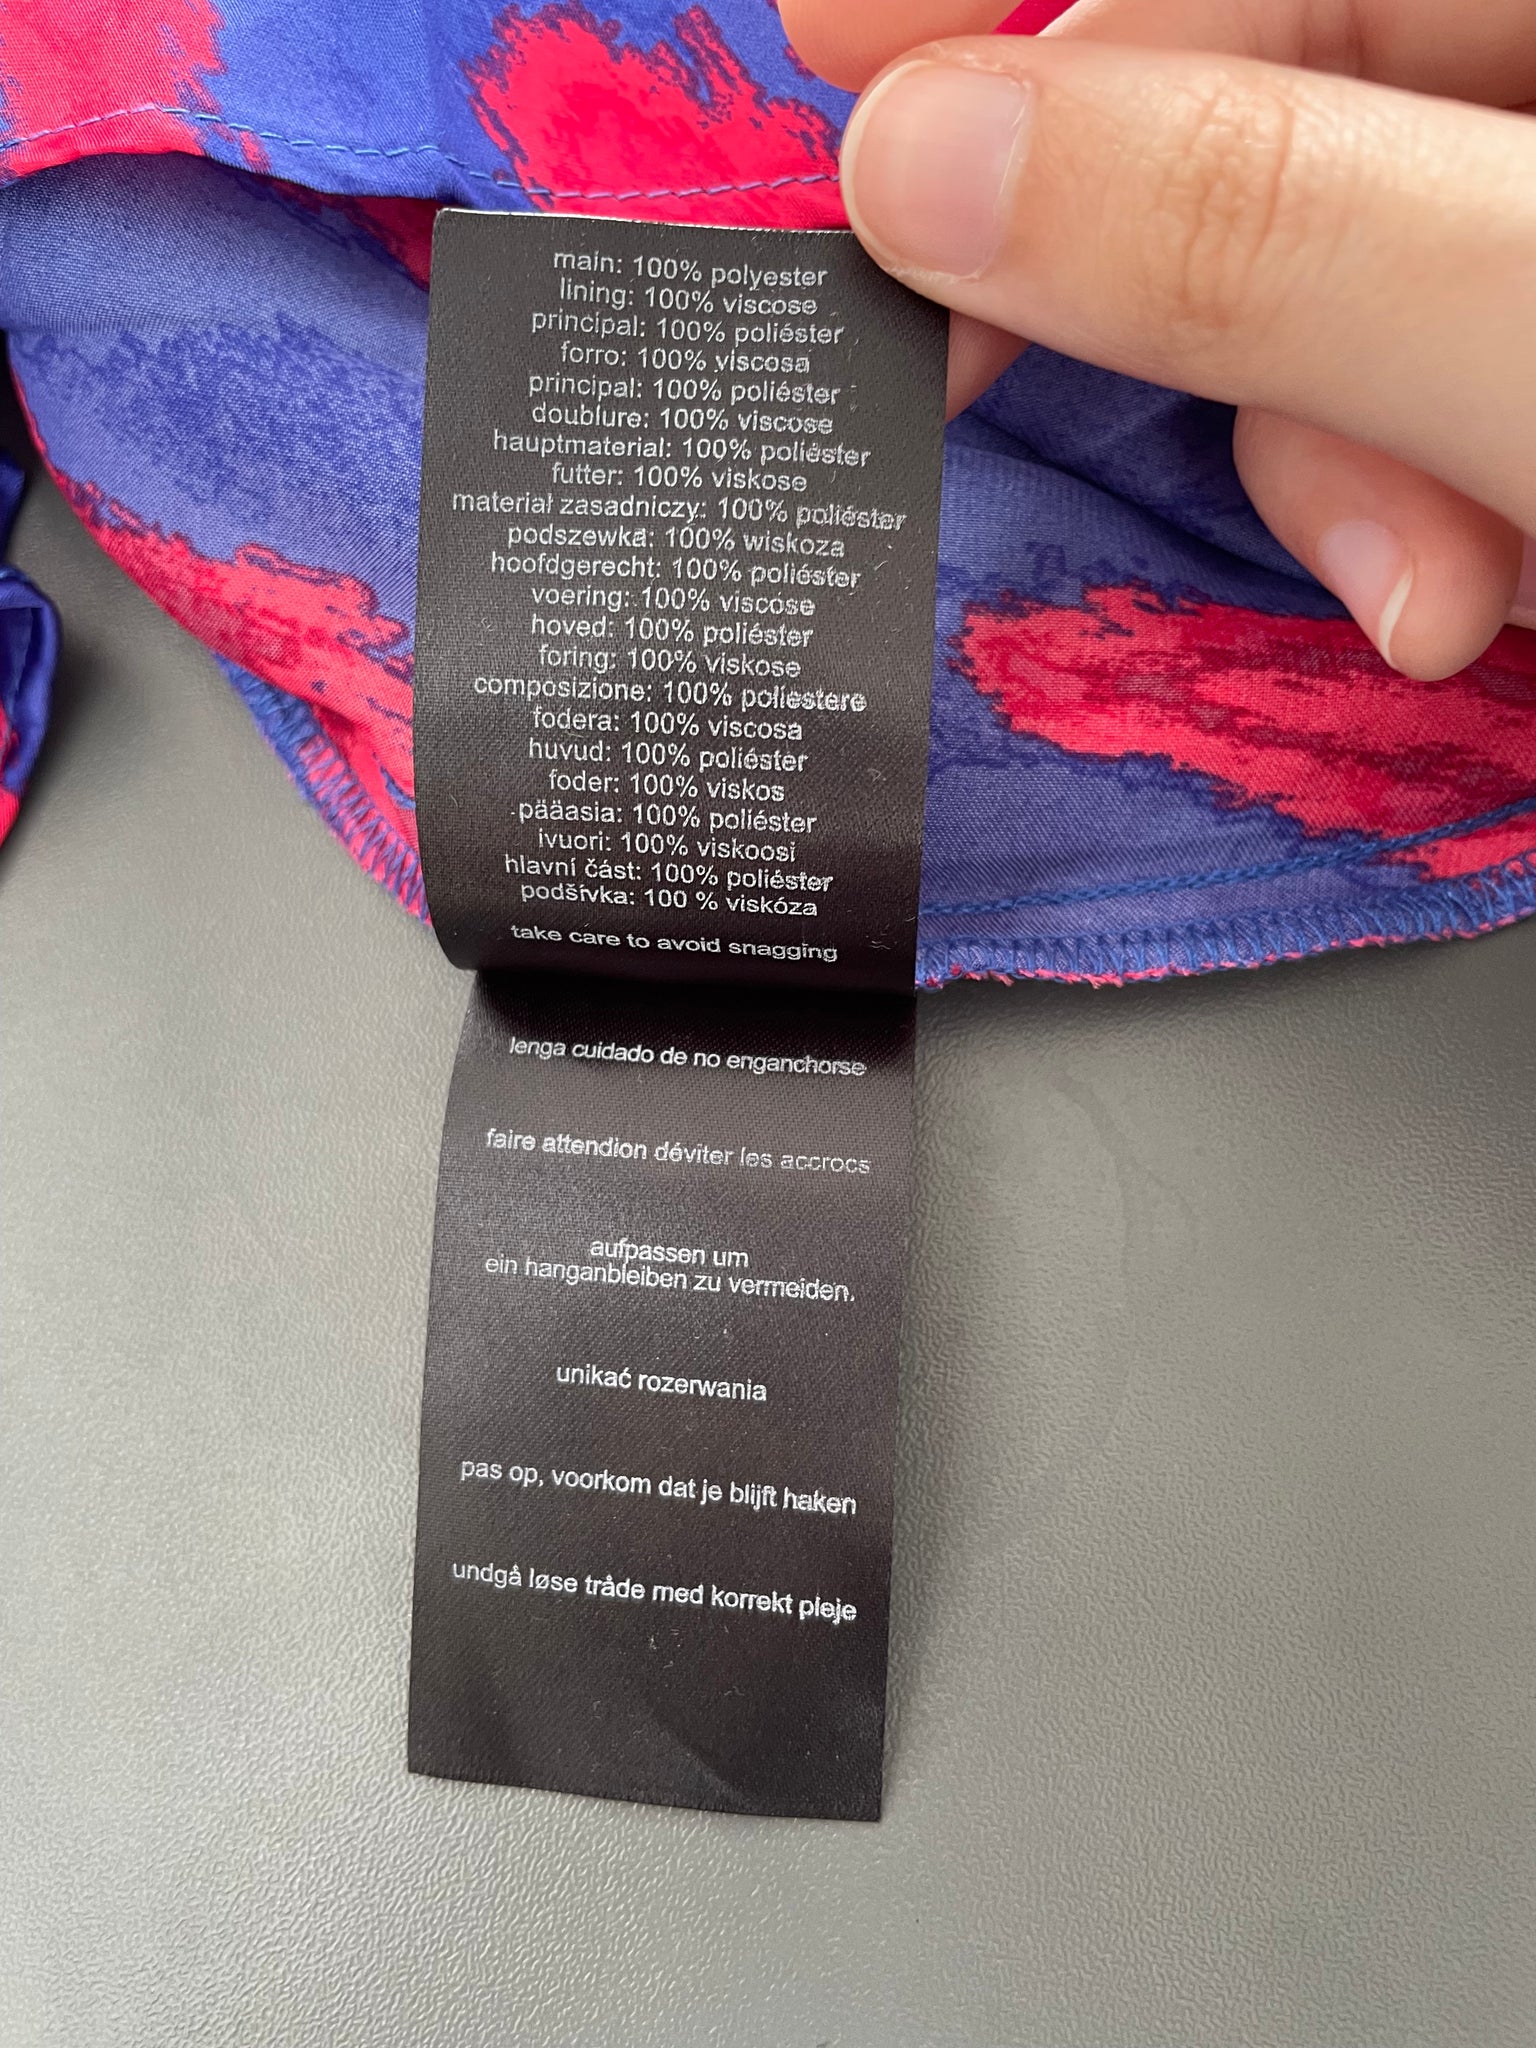 main: 100% polyester
lining: 100% viscose
principal: 100% poliéster
forro: 100% viscosa
principal: 100% poliéster
doublure: 100% viscose
hauptmaterial: 100% poliéster
futter: 100% viskose
materiał zasadniczy: 100% poliéster
podszewka: 100% wiskoza
hoofdgerecht: 100% poliéster
voering: 100% viscose
hoved: 100% poliéster
foring: 100% viskose
composizione: 100% poliestere
fodera: 100% viscosa
huvud: 100% poliéster
foder: 100% viskos
pääasia: 100% poliéster
ivuori: 100% viskoosi
hlavní část: 100% poliéster
podšívka: 100 % viskóza
take care to avoid snagging
lenga cuidado de no enganchorse
faire attendion déviter les accrocs
aufpassen um
ein hanganbleiben zu vermeiden.
unikać rozerwania
pas op, voorkom dat je blijft haken
undgå løse tråde med korrekt pleje